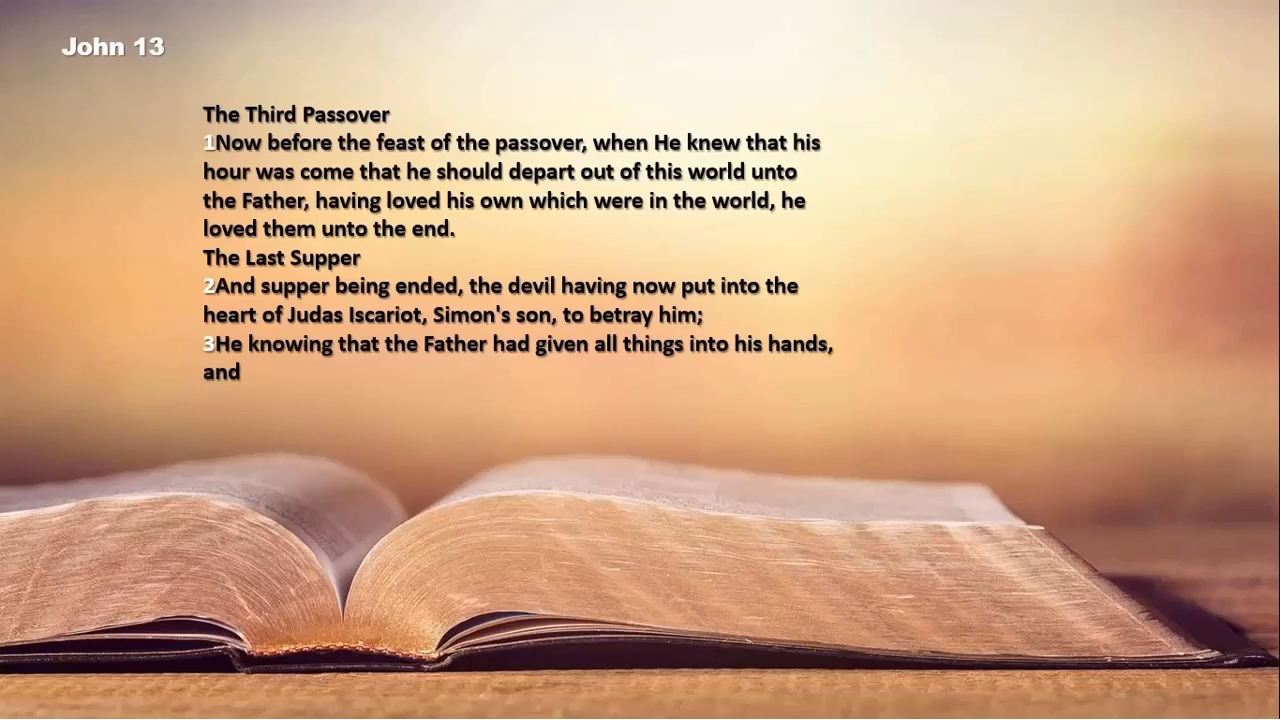 John 13
The Third Passover
1Now before the feast of the passover, when He knew that his
hour was come that he should depart out of this world unto
the Father, having loved his own which were in the world, he
loved them unto the end.
The Last Supper
2And supper being ended, the devil having now put into the
heart of Judas Iscariot, Simon's son, to betray him;
3He knowing that the Father had given all things into his hands,
and